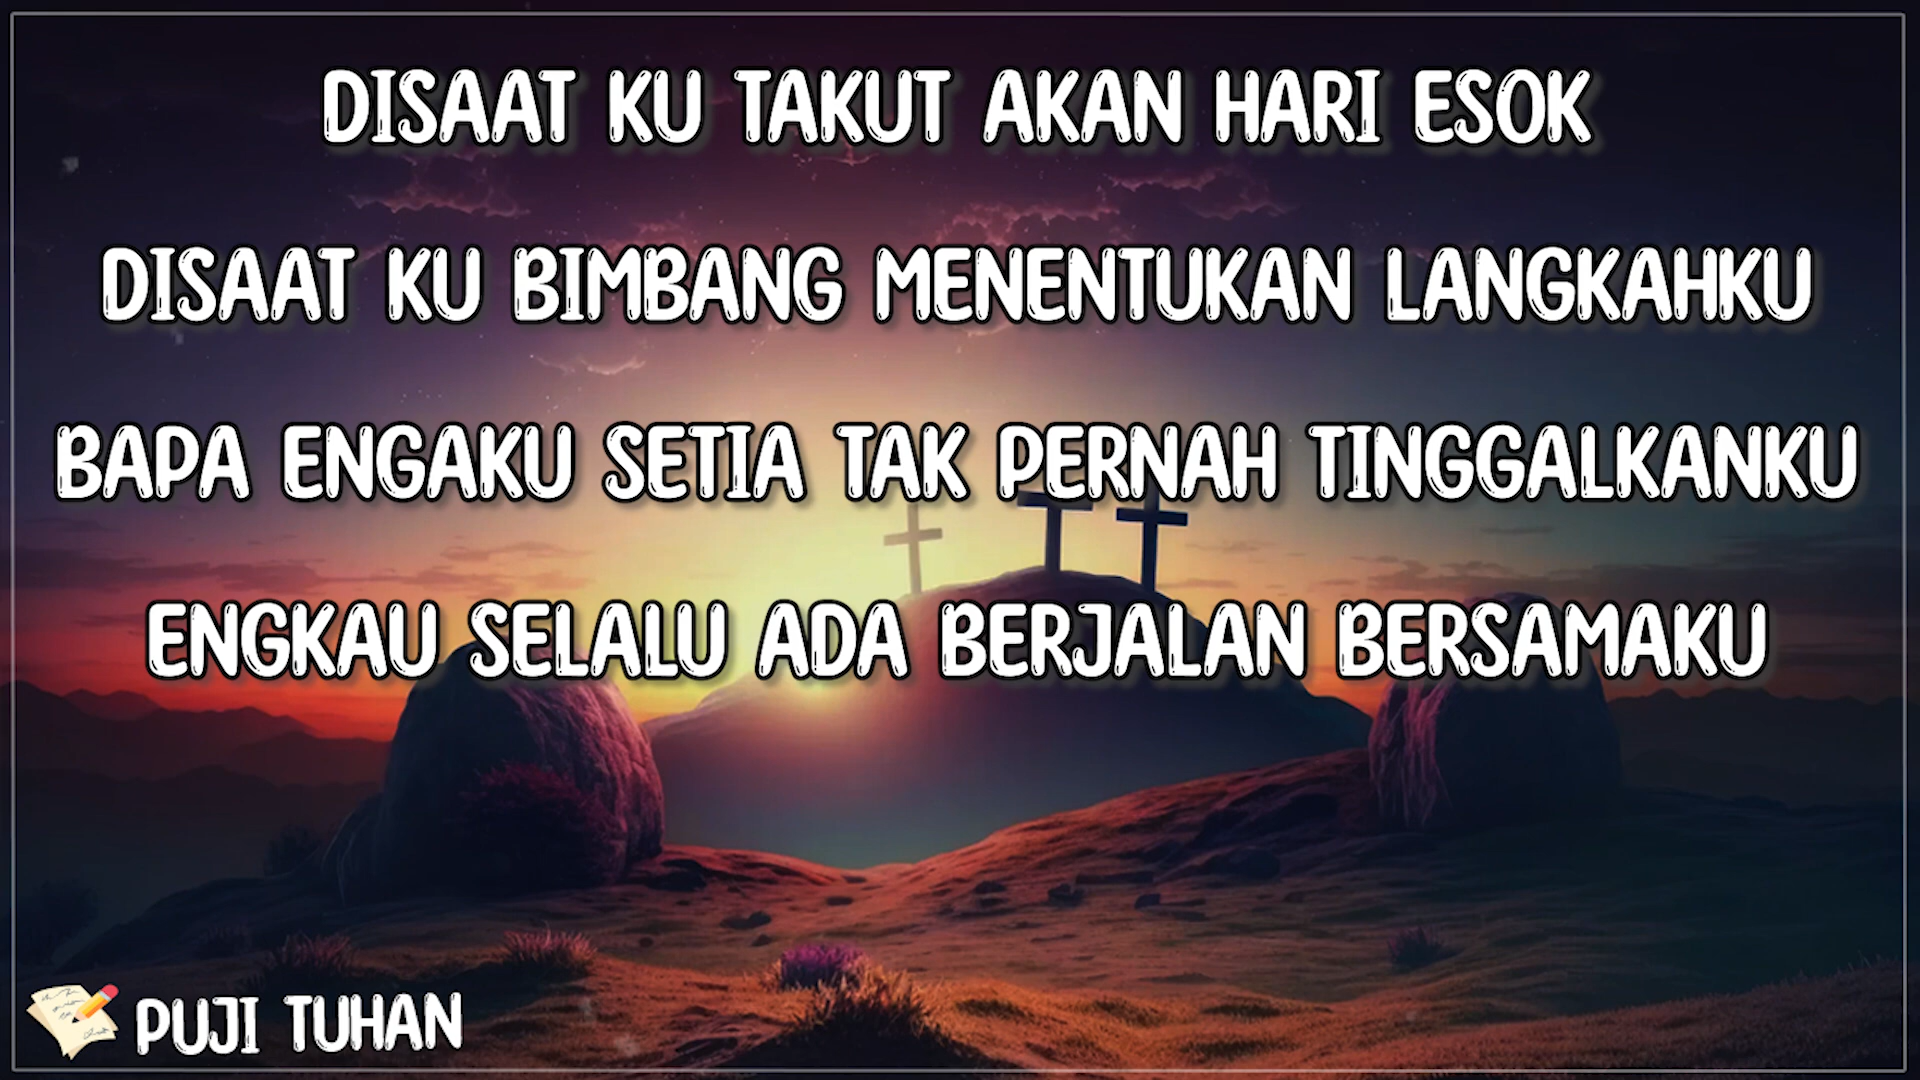 DISAAT KU TAKUT AKAN HARI ESOK
DISAAT KU BIMBANG MENENTUKAN LANGKAHKU
BAPA ENGAKU SETIA TAK PERNAH TINGGALKANKU
ENGKAU SELALU ADA BERJALAN BERSAMAKU
PUJI TUHAN